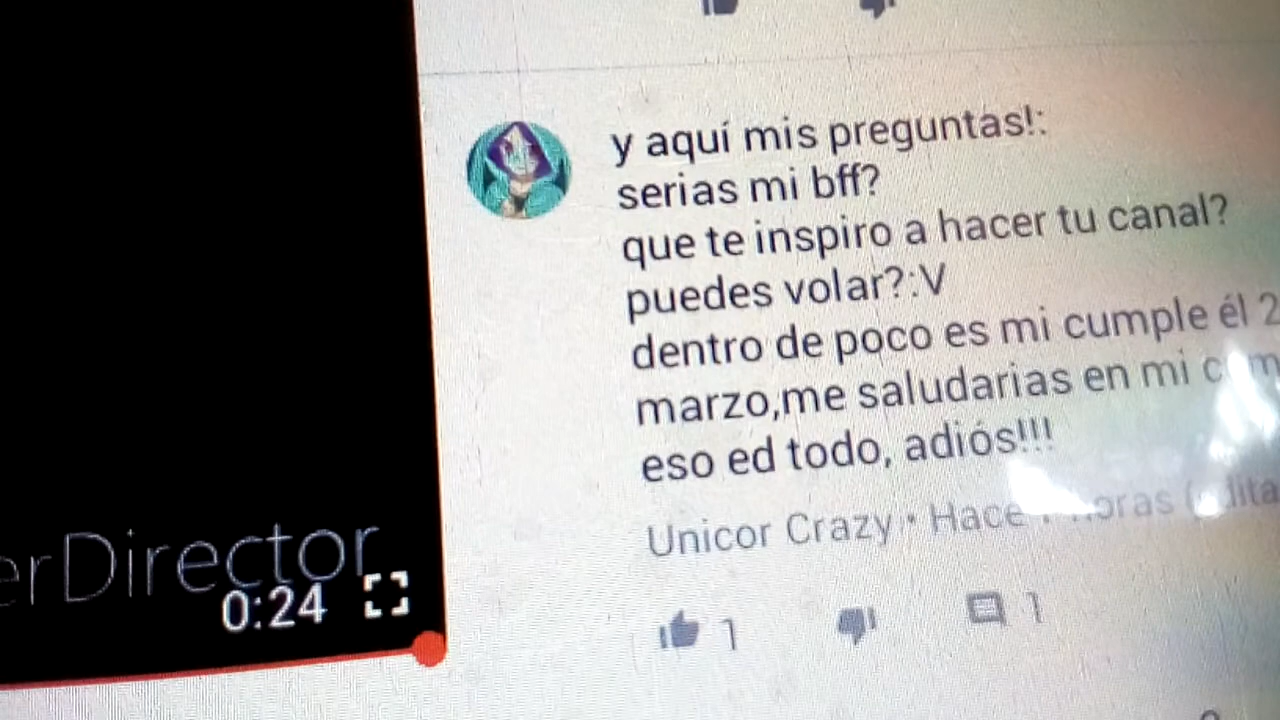 y aquí mis preguntas!:
serias mi bff?
que te inspiro a hacer tu canal?
puedes volar?:V
dentro de poco es mi cumple él 2
marzo,me saludarias en mi
eso ed todo, adiós!!!
Unicor Crazy • Hace
1
1
erDirector
0:24